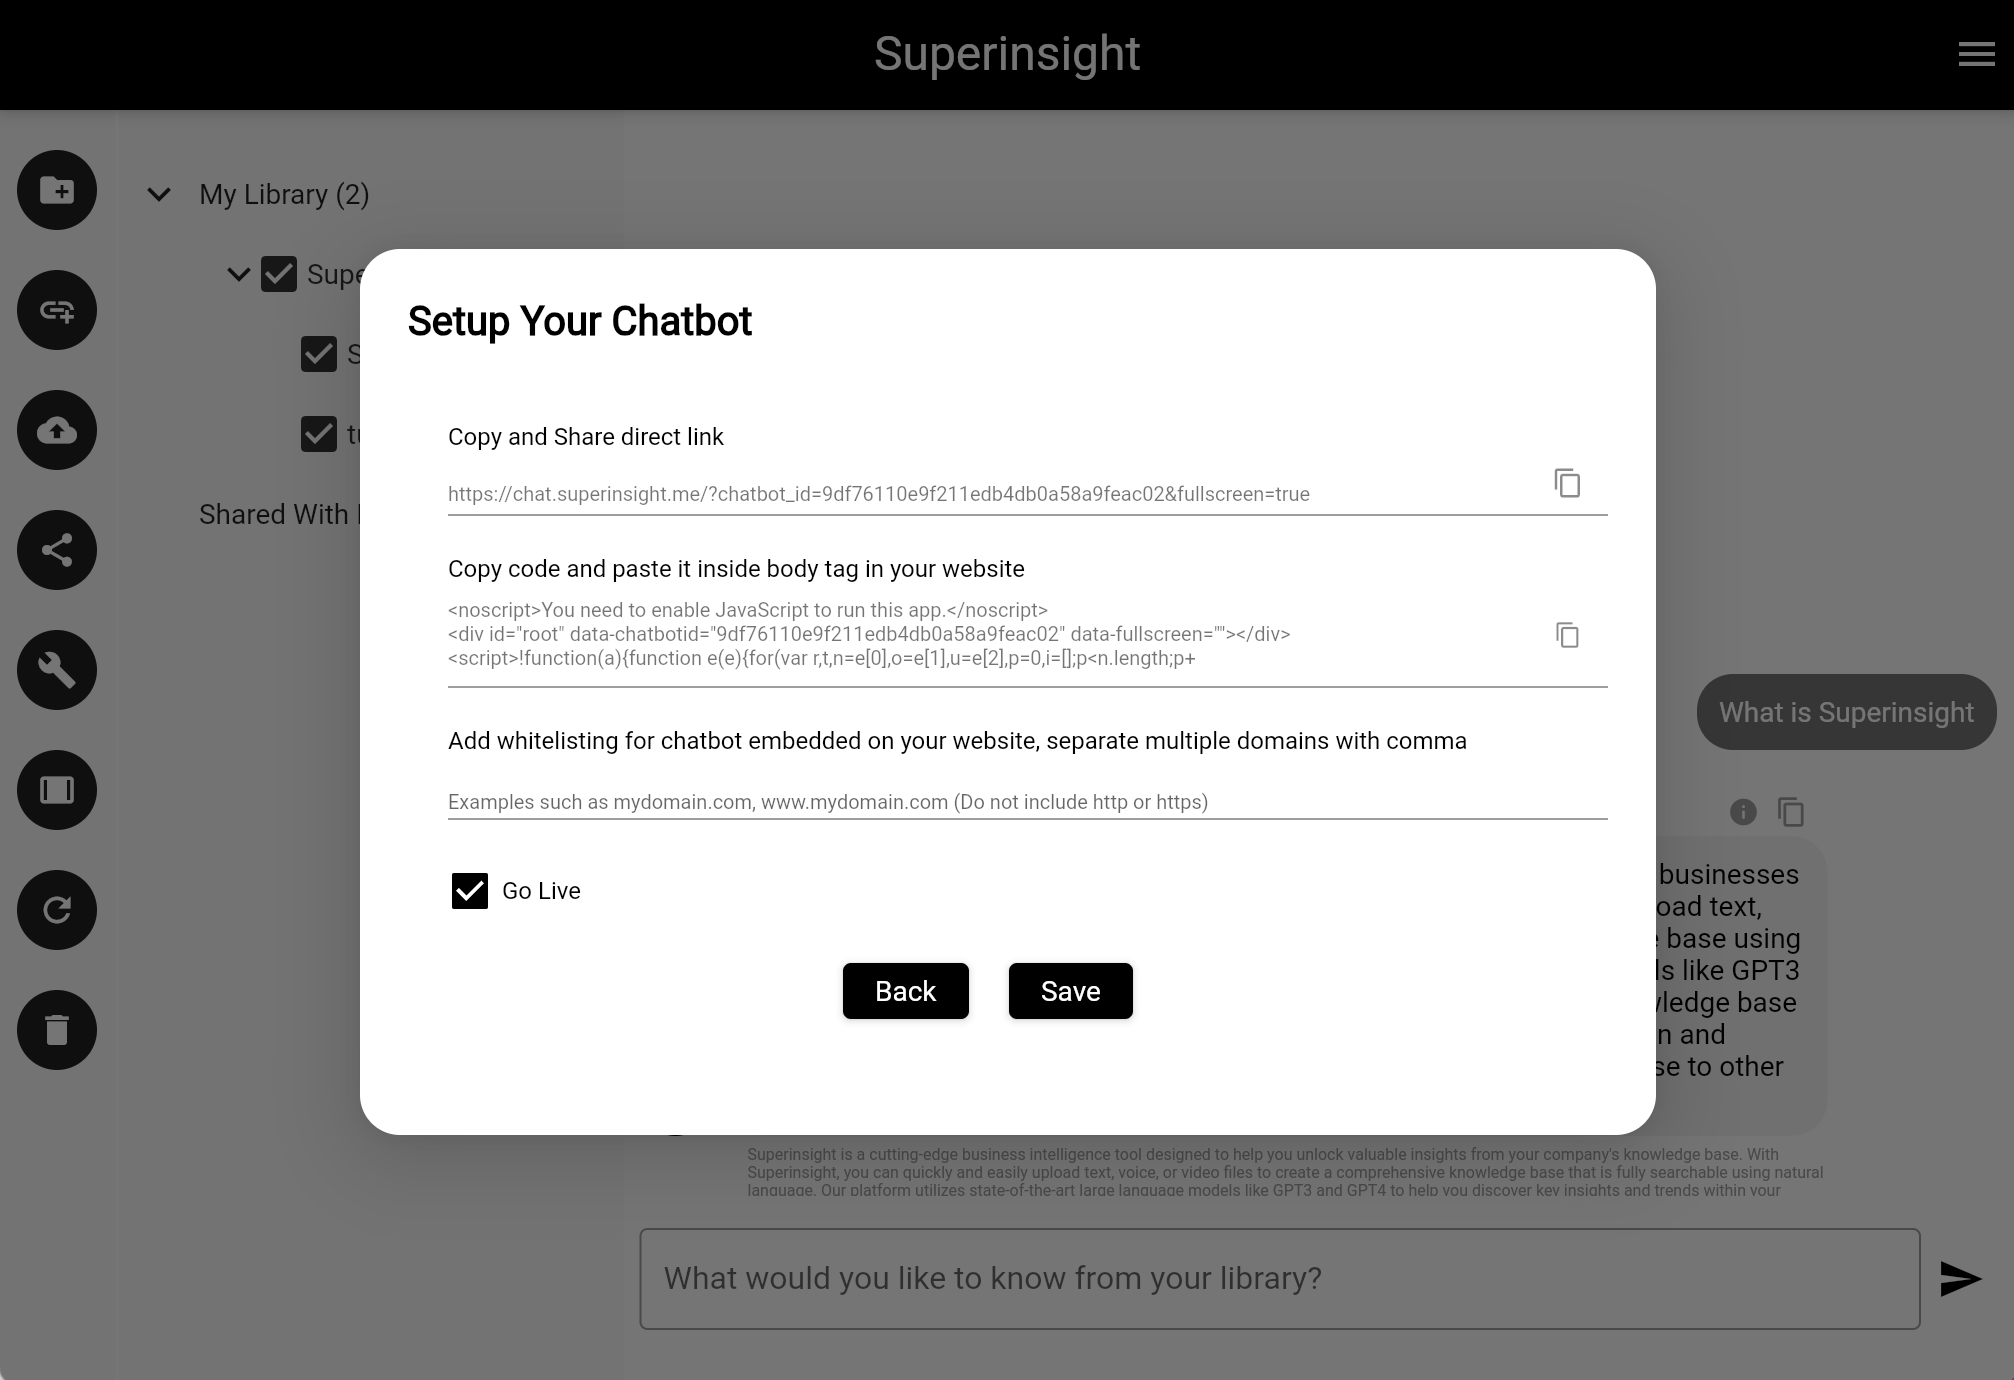 Superinsight
My Library (2)
Shared With
Setup Your Chatbot
Copy and Share direct link
https://chat.superinsight.me/?chatbot_id=9df76110e9f211edb4db0a58a9feac02&fullscreen=true
Copy code and paste it inside body tag in your website
<noscript>You need to enable JavaScript to run this app.</noscript>
<div id="root" data-chatbotid="9df76110e9f211edb4db0a58a9feac02" data-fullscreen=""></div>
<script>!function(a){function e(e){for(var r,t,n=e[0],o=e[1],u=e[2],p=0,i=[];p<n.length;p+
Add whitelisting for chatbot embedded on your website, separate multiple domains with comma
Examples such as mydomain.com, www.mydomain.com (Do not include http or https)
Go Live
Back
Save
What is Superinsight
businesses
text,
base using
like GPT3
base
and
to other
Superinsight is a cutting-edge business intelligence tool designed to help you unlock valuable insights from your company's knowledge base. With
Superinsight, you can quickly and easily upload text, voice, or video files to create a comprehensive knowledge base that is fully searchable using natural
language. Our platform utilizes state-of-the-art large language models like GPT3 and GPT4 to help you discover key insights and trends within your
What would you like to know from your library?